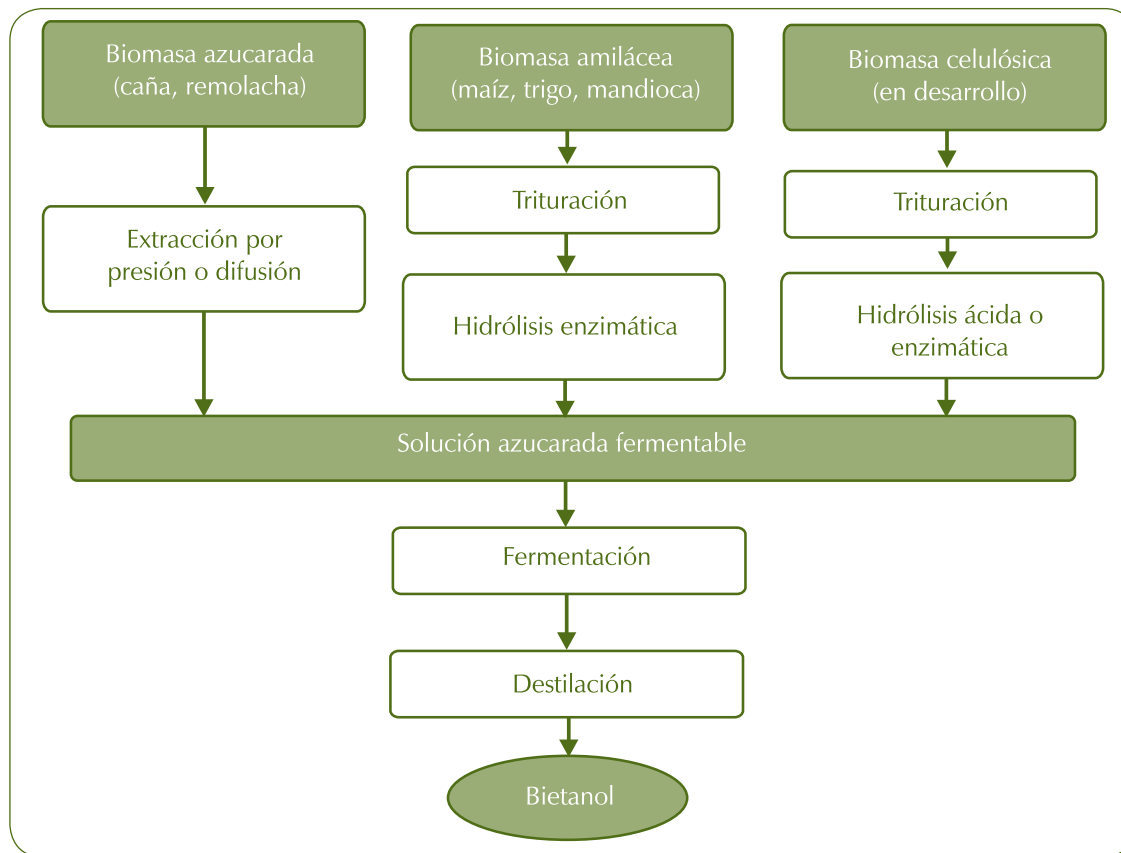 Biomasa azucarada
(caña, remolacha)
Biomasa amilácea
(maíz, trigo, mandioca)
Biomasa celulósica
(en desarrollo)
Trituración
Trituración
Extracción por
presión o difusión
Hidrólisis enzimática
Hidrólisis ácida o
enzimática
Solución azucarada fermentable
Fermentación
Destilación
Bietanol